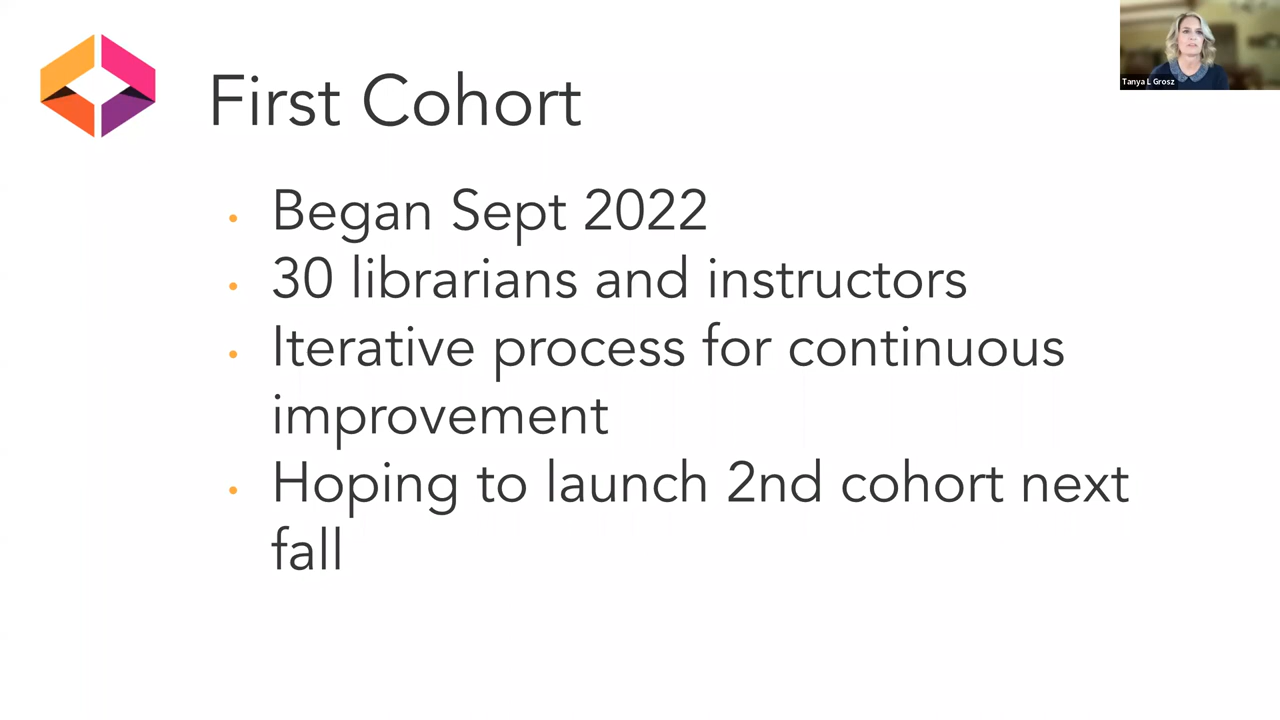 First Cohort
Tanya L Grosz
• Began Sept 2022
• 30 librarians and instructors
• Iterative process for continuous
improvement
• Hoping to launch 2nd cohort next
fall